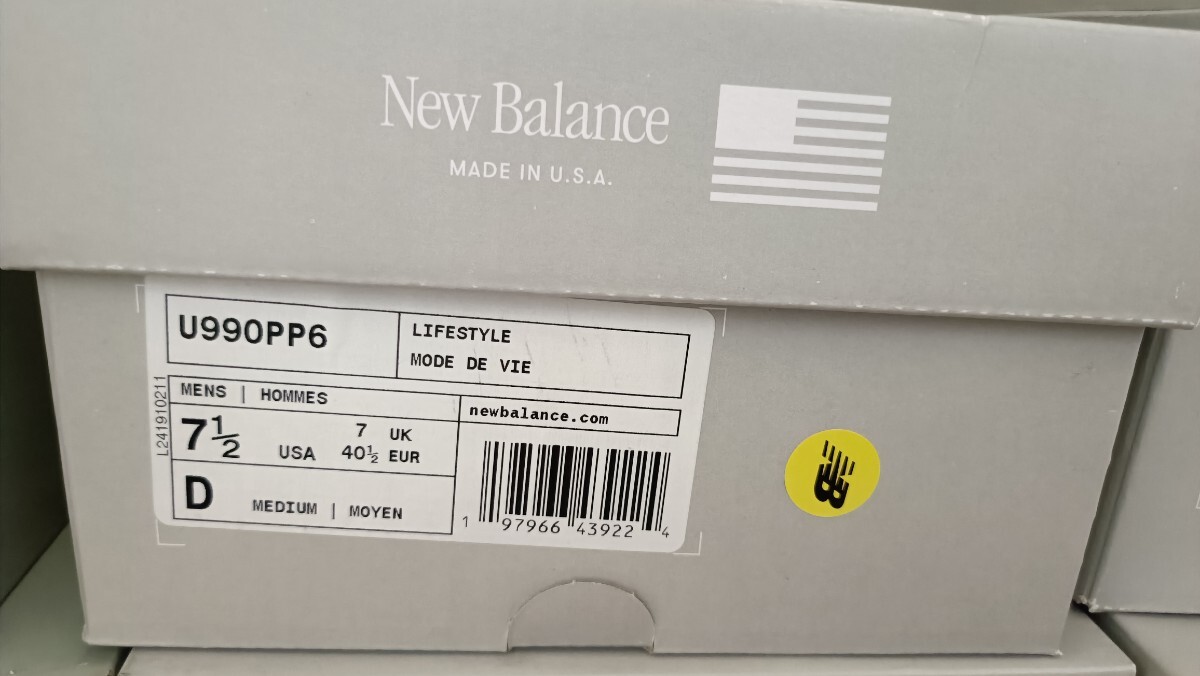 New Balance
MADE IN U.S.A.
U990PP6
LIFESTYLE
MODE DE VIE
L241910211
MENS | HOMMES
7½ USA
7 UK
40½ EUR
D MEDIUM | MOYEN
newbalance.com
1 97966 43922 4
NB